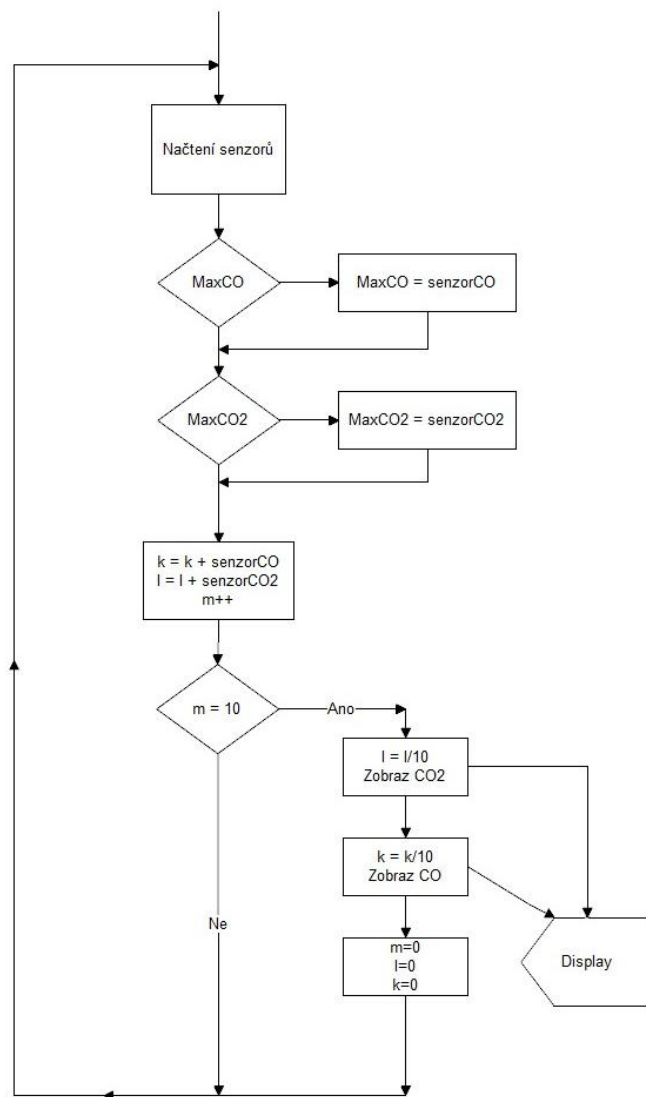 Načtení senzorů
MaxCO
MaxCO = senzorCO
MaxCO2
MaxCO2 = senzorCO2
k = k + senzorCO
l = l + senzorCO2
m++
m = 10
Ano
l = l/10
Zobraz CO2
k = k/10
Zobraz CO
Ne
m=0
l=0
k=0
Display